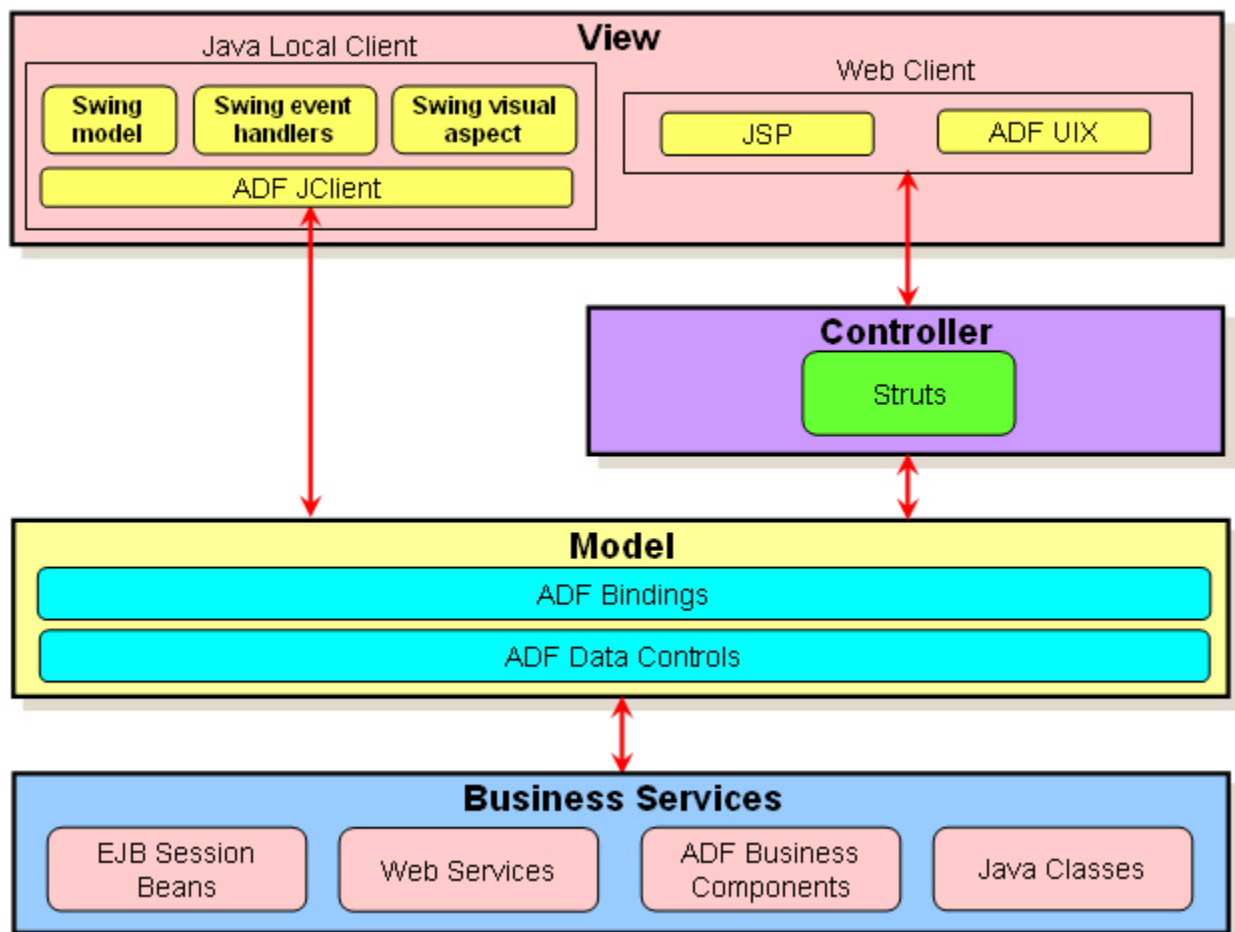 View
Java Local Client
Web Client
Swing
model
Swing event
handlers
Swing visual
aspect
JSP
ADF UIX
ADF JClient
Controller
Struts
Model
ADF Bindings
ADF Data Controls
Business Services
EJB Session
Beans
Web Services
ADF Business
Components
Java Classes